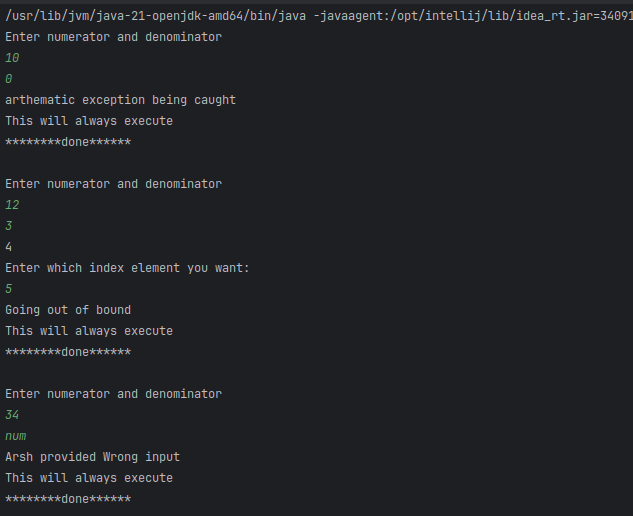 /usr/lib/jvm/java-21-openjdk-amd64/bin/java -javaagent:/opt/intellij/lib/idea_rt.jar=34091
Enter numerator and denominator
10
0
arthematic exception being caught
This will always execute
********done******
Enter numerator and denominator
12
3
4
Enter which index element you want:
5
Going out of bound
This will always execute
********done******
Enter numerator and denominator
34
num
Arsh provided Wrong input
This will always execute
********done******